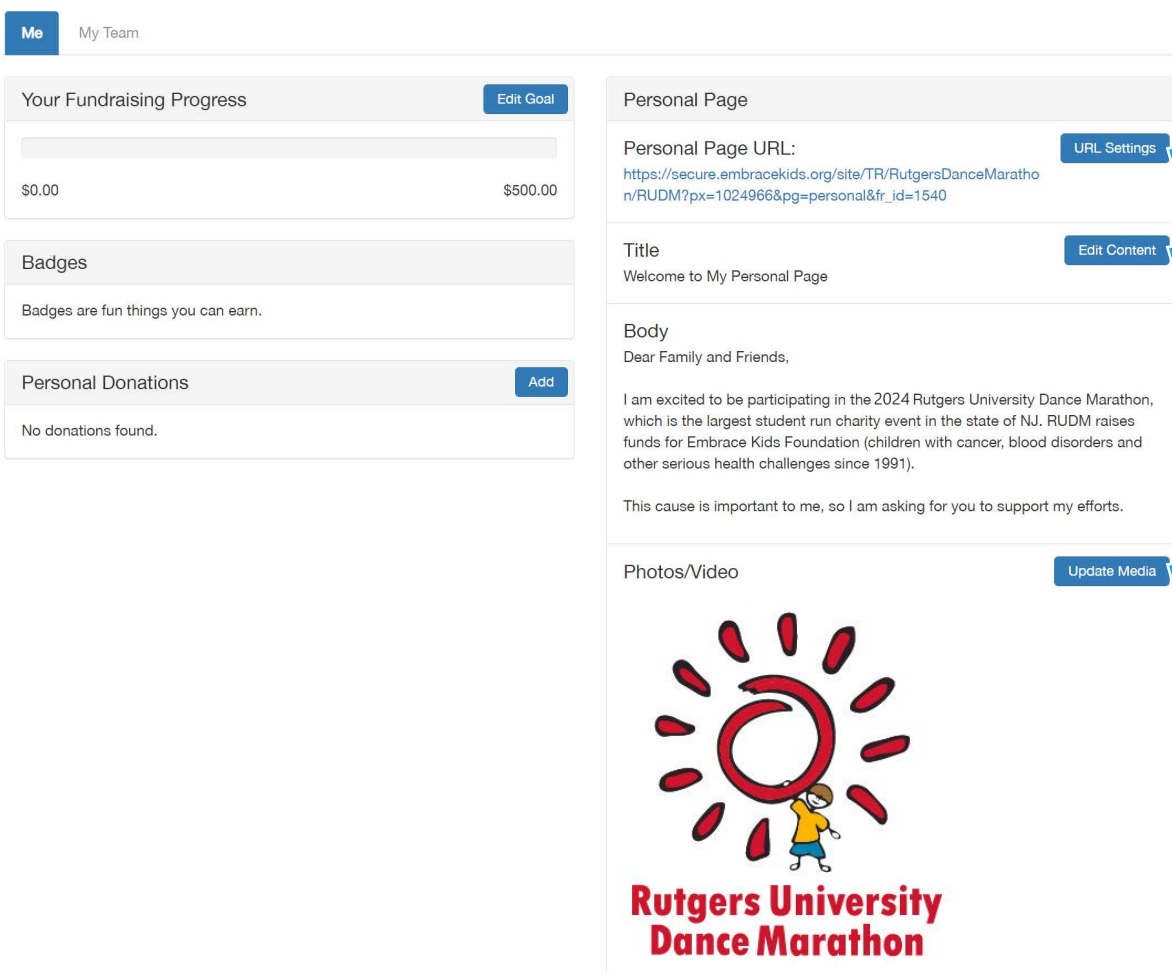 Me
My Team
Your Fundraising Progress
Edit Goal
$0.00
$500.00
Badges
Badges are fun things you can earn.
Personal Donations
Add
No donations found.
Personal Page
Personal Page URL:
URL Settings
https://secure.embracekids.org/site/TR/RutgersDanceMaratho
n/RUDM?px=1024966&pg=personal&fr_id=1540
Title
Edit Content
Welcome to My Personal Page
Body
Dear Family and Friends,
I am excited to be participating in the 2024 Rutgers University Dance Marathon,
which is the largest student run charity event in the state of NJ. RUDM raises
funds for Embrace Kids Foundation (children with cancer, blood disorders and
other serious health challenges since 1991).
This cause is important to me, so I am asking for you to support my efforts.
Photos/Video
Update Media
Rutgers University
Dance Marathon